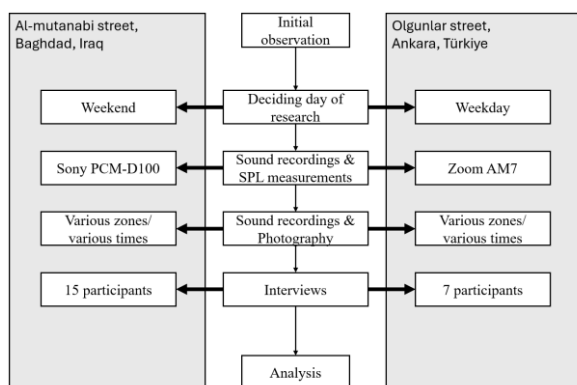 Al-mutanabi street,
Baghdad, Iraq
Initial
observation
Olgunlar street,
Ankara, Türkiye
Weekend
Deciding day of
research
Weekday
Sony PCM-D100
Sound recordings &
SPL measurements
Zoom AM7
Various zones/
various times
Sound recordings &
Photography
Various zones/
various times
15 participants
Interviews
7 participants
Analysis